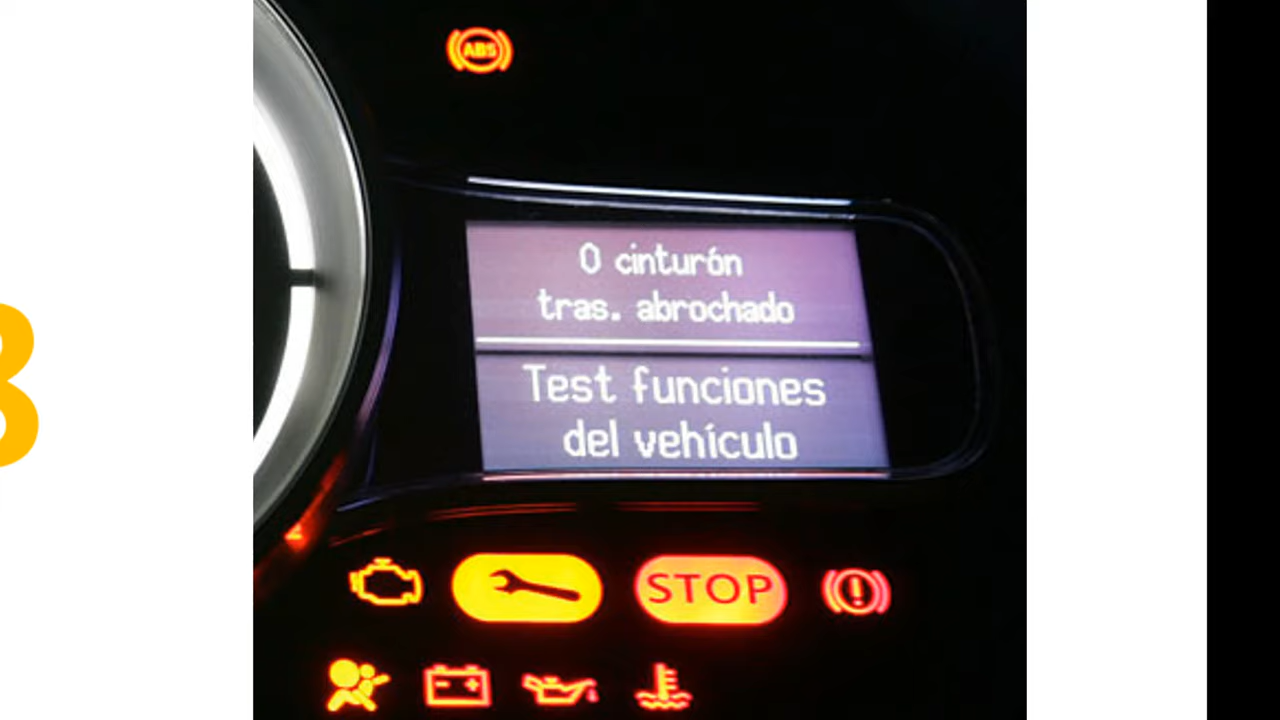 ABS
0 cinturón
tras. abrochado
Test funciones
del vehículo
STOP